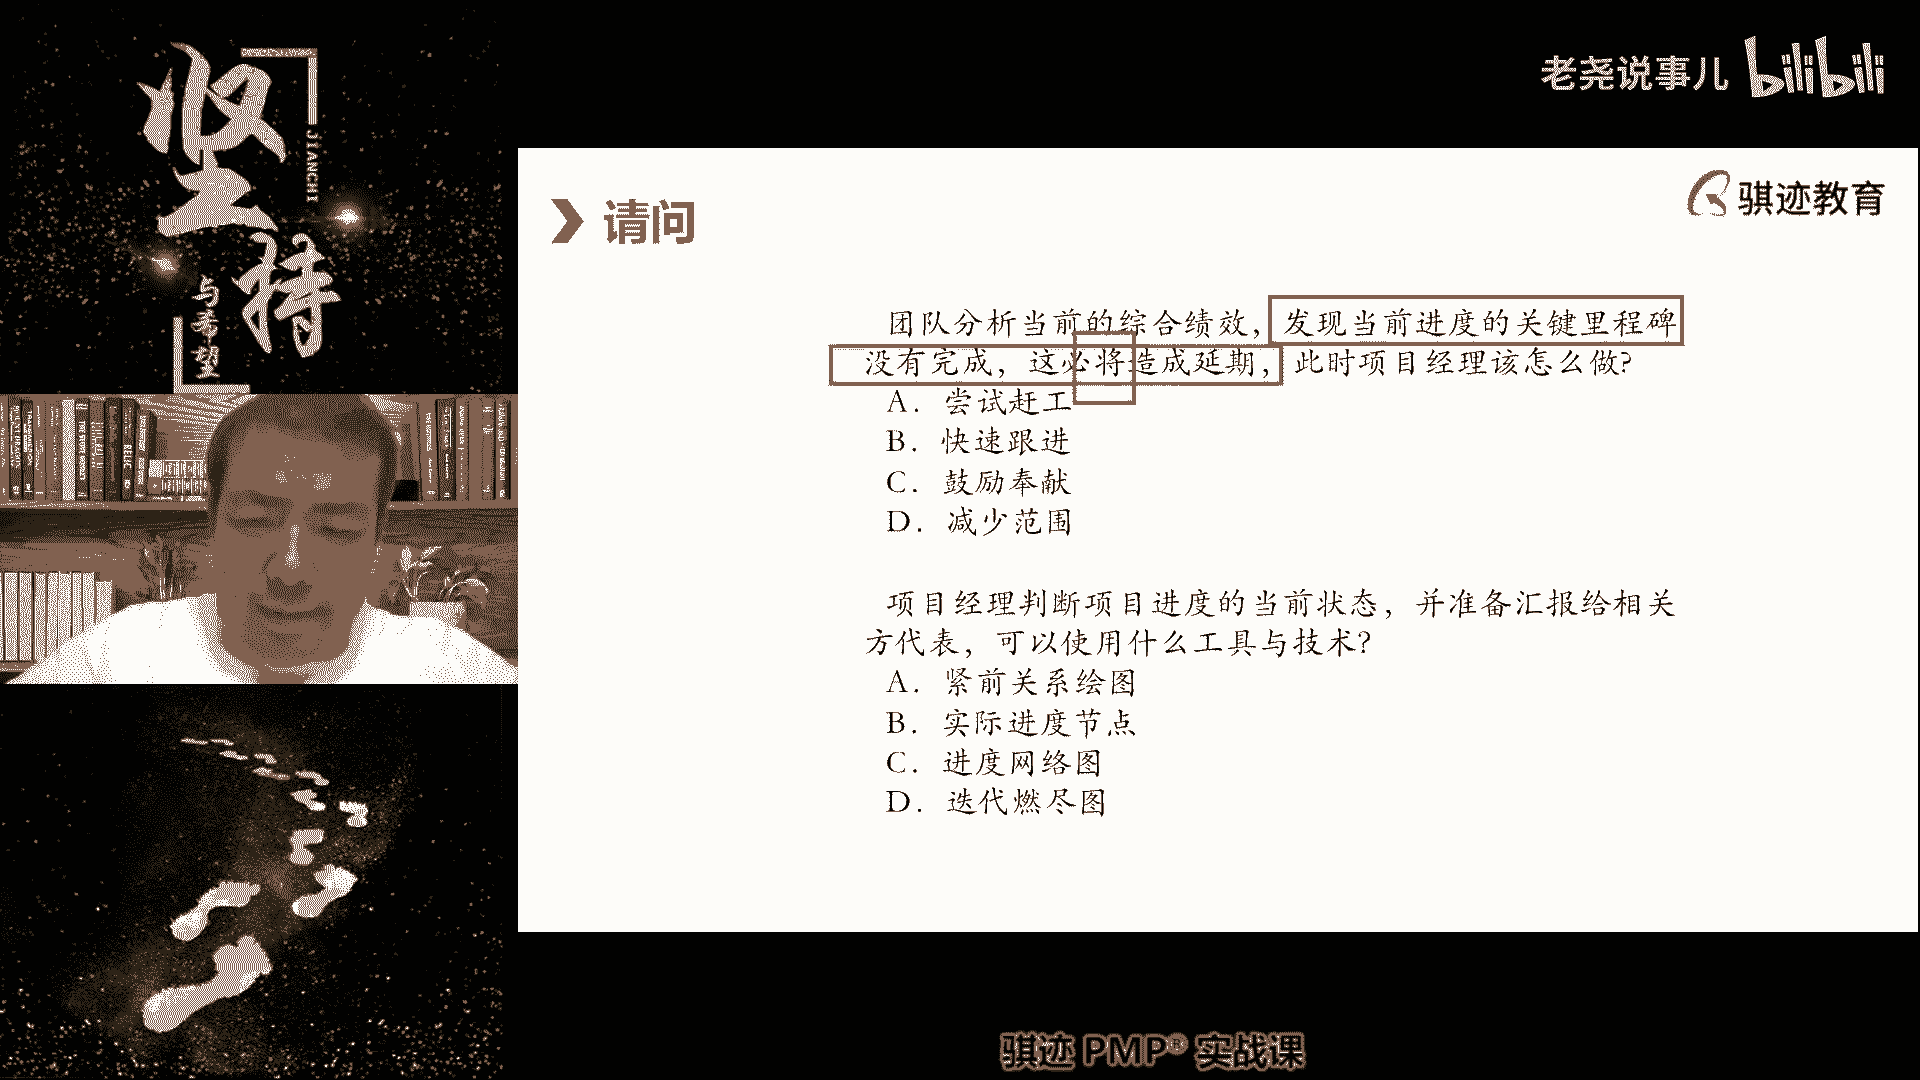 坚
持
JIANCHI
与希望
老尧说事儿 bilibili
骐迹教育
请问
团队分析当前的综合绩效，发现当前进度的关键里程碑
没有完成，这必将造成延期，此时项目经理该怎么做？
A. 尝试赶工
B. 快速跟进
C. 鼓励奉献
D. 减少范围
项目经理判断项目进度的当前状态，并准备汇报给相关
方代表，可以使用什么工具与技术？
A. 紧前关系绘图
B. 实际进度节点
C. 进度网络图
D. 迭代燃尽图
骐迹 PMP® 实战课